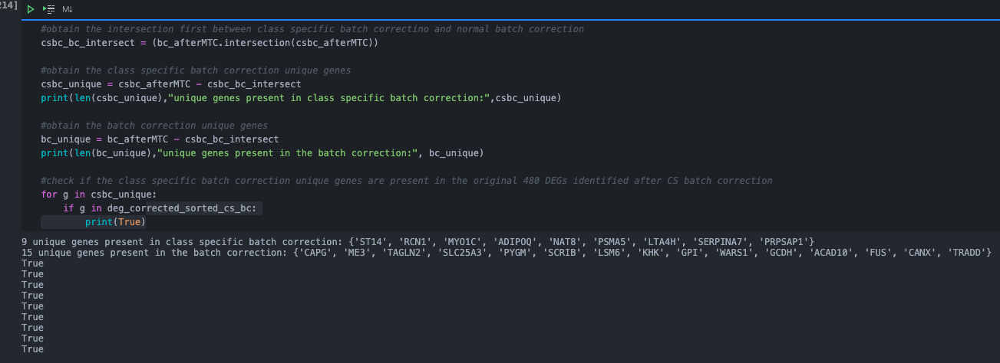 214]
M↓
#obtain the intersection first between class specific batch correctino and normal batch correction
csbc_bc_intersect = (bc_afterMTC.intersection(csbc_afterMTC))
#obtain the class specific batch correction unique genes
csbc_unique = csbc_afterMTC - csbc_bc_intersect
print(len(csbc_unique),"unique genes present in class specific batch correction:",csbc_unique)
#obtain the batch correction unique genes
bc_unique = bc_afterMTC - csbc_bc_intersect
print(len(bc_unique),"unique genes present in the batch correction:", bc_unique)
#check if the class specific batch correction unique genes are present in the original 480 DEGs identified after CS batch correction
for g in csbc_unique:
    if g in deg_corrected_sorted_cs_bc:
        print(True)
9 unique genes present in class specific batch correction: {'ST14', 'RCN1', 'MYO1C', 'ADIPOQ', 'NAT8', 'PSMA5', 'LTA4H', 'SERPINA7', 'PRPSAP1'}
15 unique genes present in the batch correction: {'CAPG', 'ME3', 'TAGLN2', 'SLC25A3', 'PYGM', 'SCRIB', 'LSM6', 'KHK', 'GPI', 'WARS1', 'GCDH', 'ACAD10', 'FUS', 'CANX', 'TRADD'}
True
True
True
True
True
True
True
True
True